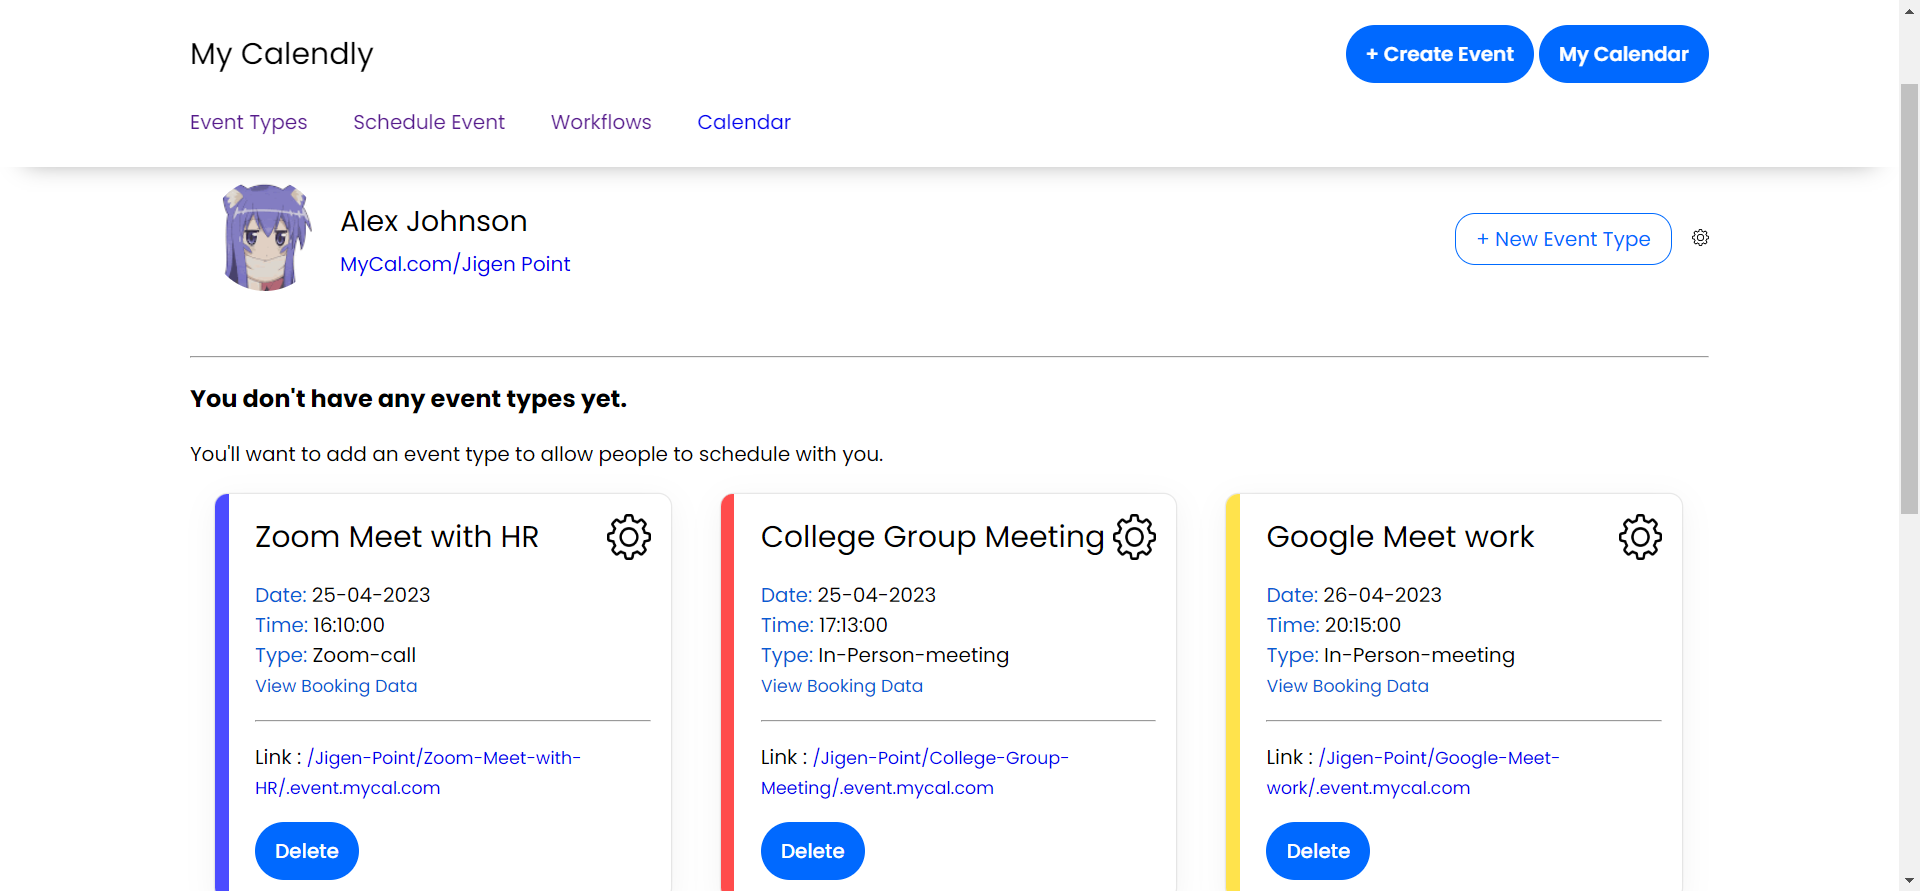 My Calendly
+ Create Event
My Calendar
Event Types
Schedule Event
Workflows
Calendar
Alex Johnson
MyCal.com/Jigen Point
+ New Event Type
You don't have any event types yet.
You'll want to add an event type to allow people to schedule with you.
Zoom Meet with HR
Date: 25-04-2023
Time: 16:10:00
Type: Zoom-call
View Booking Data
Link : /Jigen-Point/Zoom-Meet-with-
HR/.event.mycal.com
Delete
College Group Meeting
Date: 25-04-2023
Time: 17:13:00
Type: In-Person-meeting
View Booking Data
Link : /Jigen-Point/College-Group-
Meeting/.event.mycal.com
Delete
Google Meet work
Date: 26-04-2023
Time: 20:15:00
Type: In-Person-meeting
View Booking Data
Link : /Jigen-Point/Google-Meet-
work/.event.mycal.com
Delete